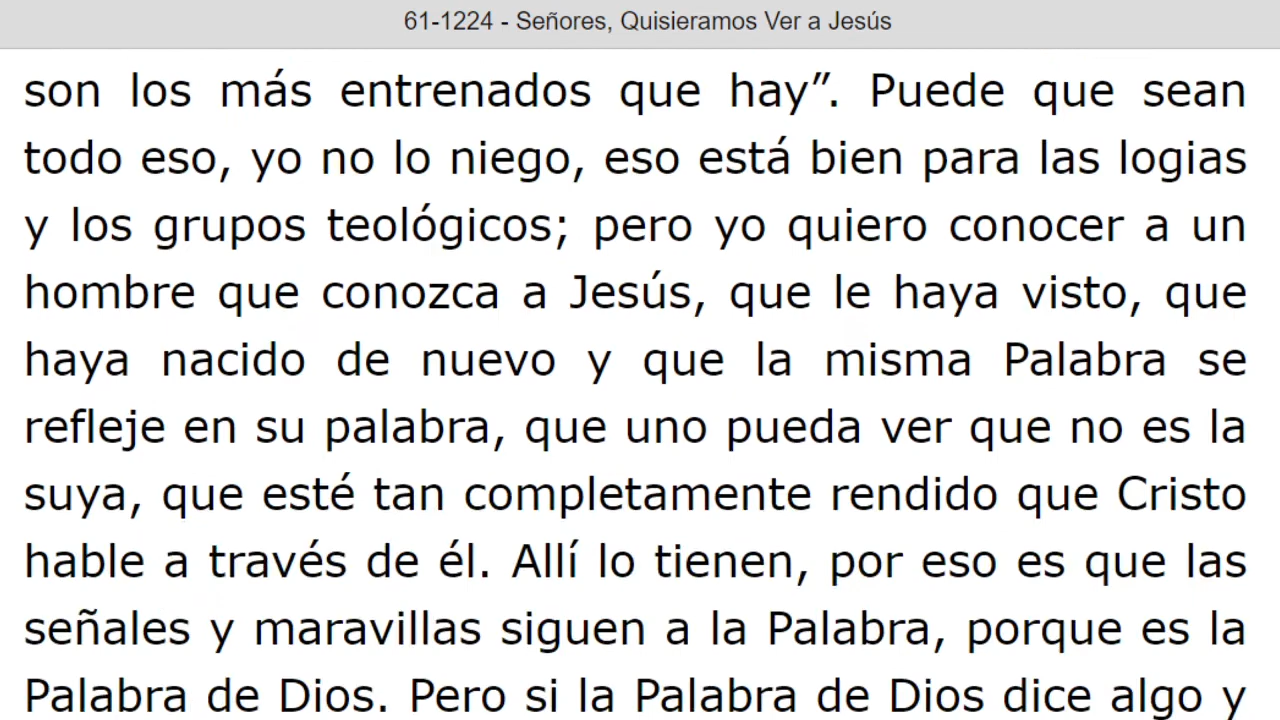 61-1224 - Señores, Quisieramos Ver a Jesús
son los más entrenados que hay”. Puede que sean
todo eso, yo no lo niego, eso está bien para las logias
y los grupos teológicos; pero yo quiero conocer a un
hombre que conozca a Jesús, que le haya visto, que
haya nacido de nuevo y que la misma Palabra se
refleje en su palabra, que uno pueda ver que no es la
suya, que esté tan completamente rendido que Cristo
hable a través de él. Allí lo tienen, por eso es que las
señales y maravillas siguen a la Palabra, porque es la
Palabra de Dios. Pero si la Palabra de Dios dice algo y